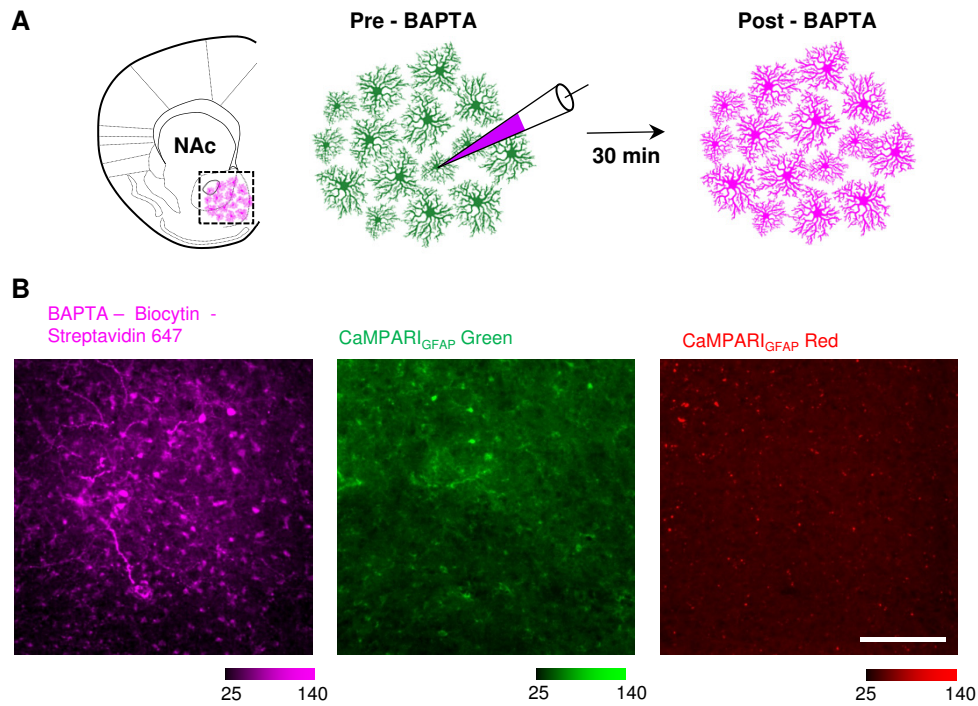 A
Pre - BAPTA
Post - BAPTA
NAc
30 min
B
BAPTA – Biocytin -
Streptavidin 647
CaMPARIGFAP Green
CaMPARIGFAP Red
25 140
25 140
25 140